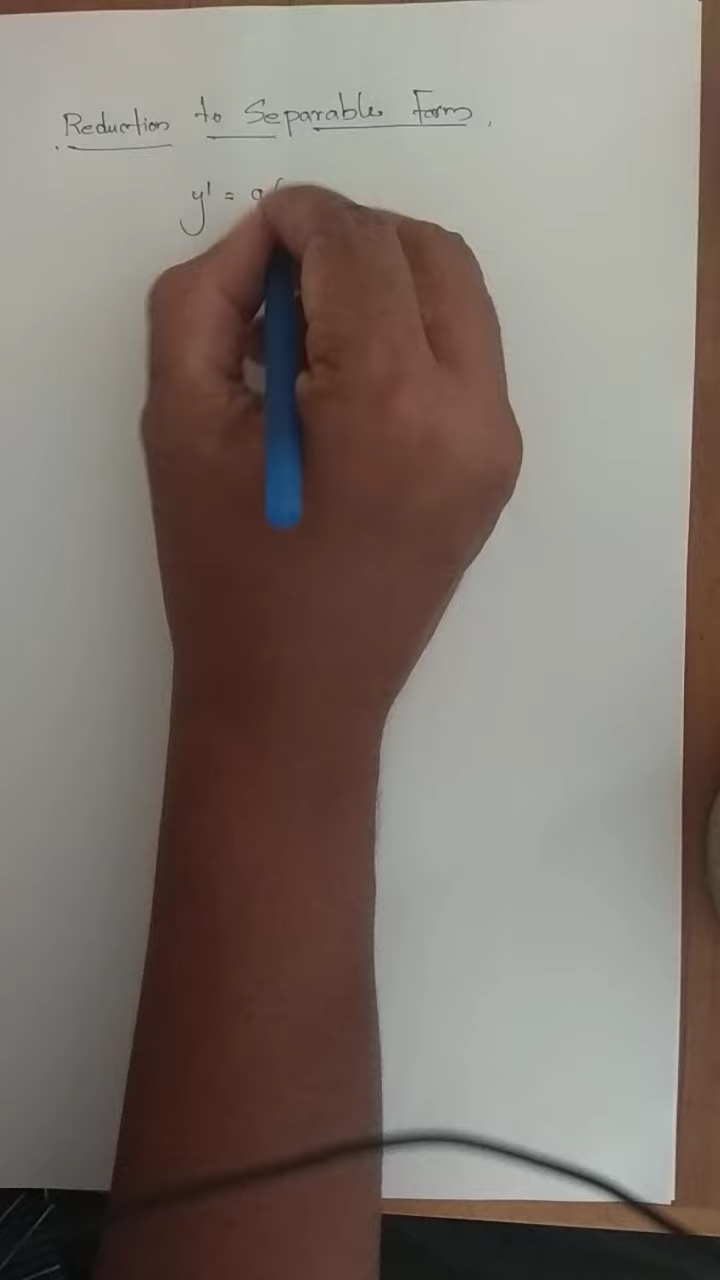 Reduction to Separable Form.
y' = g(